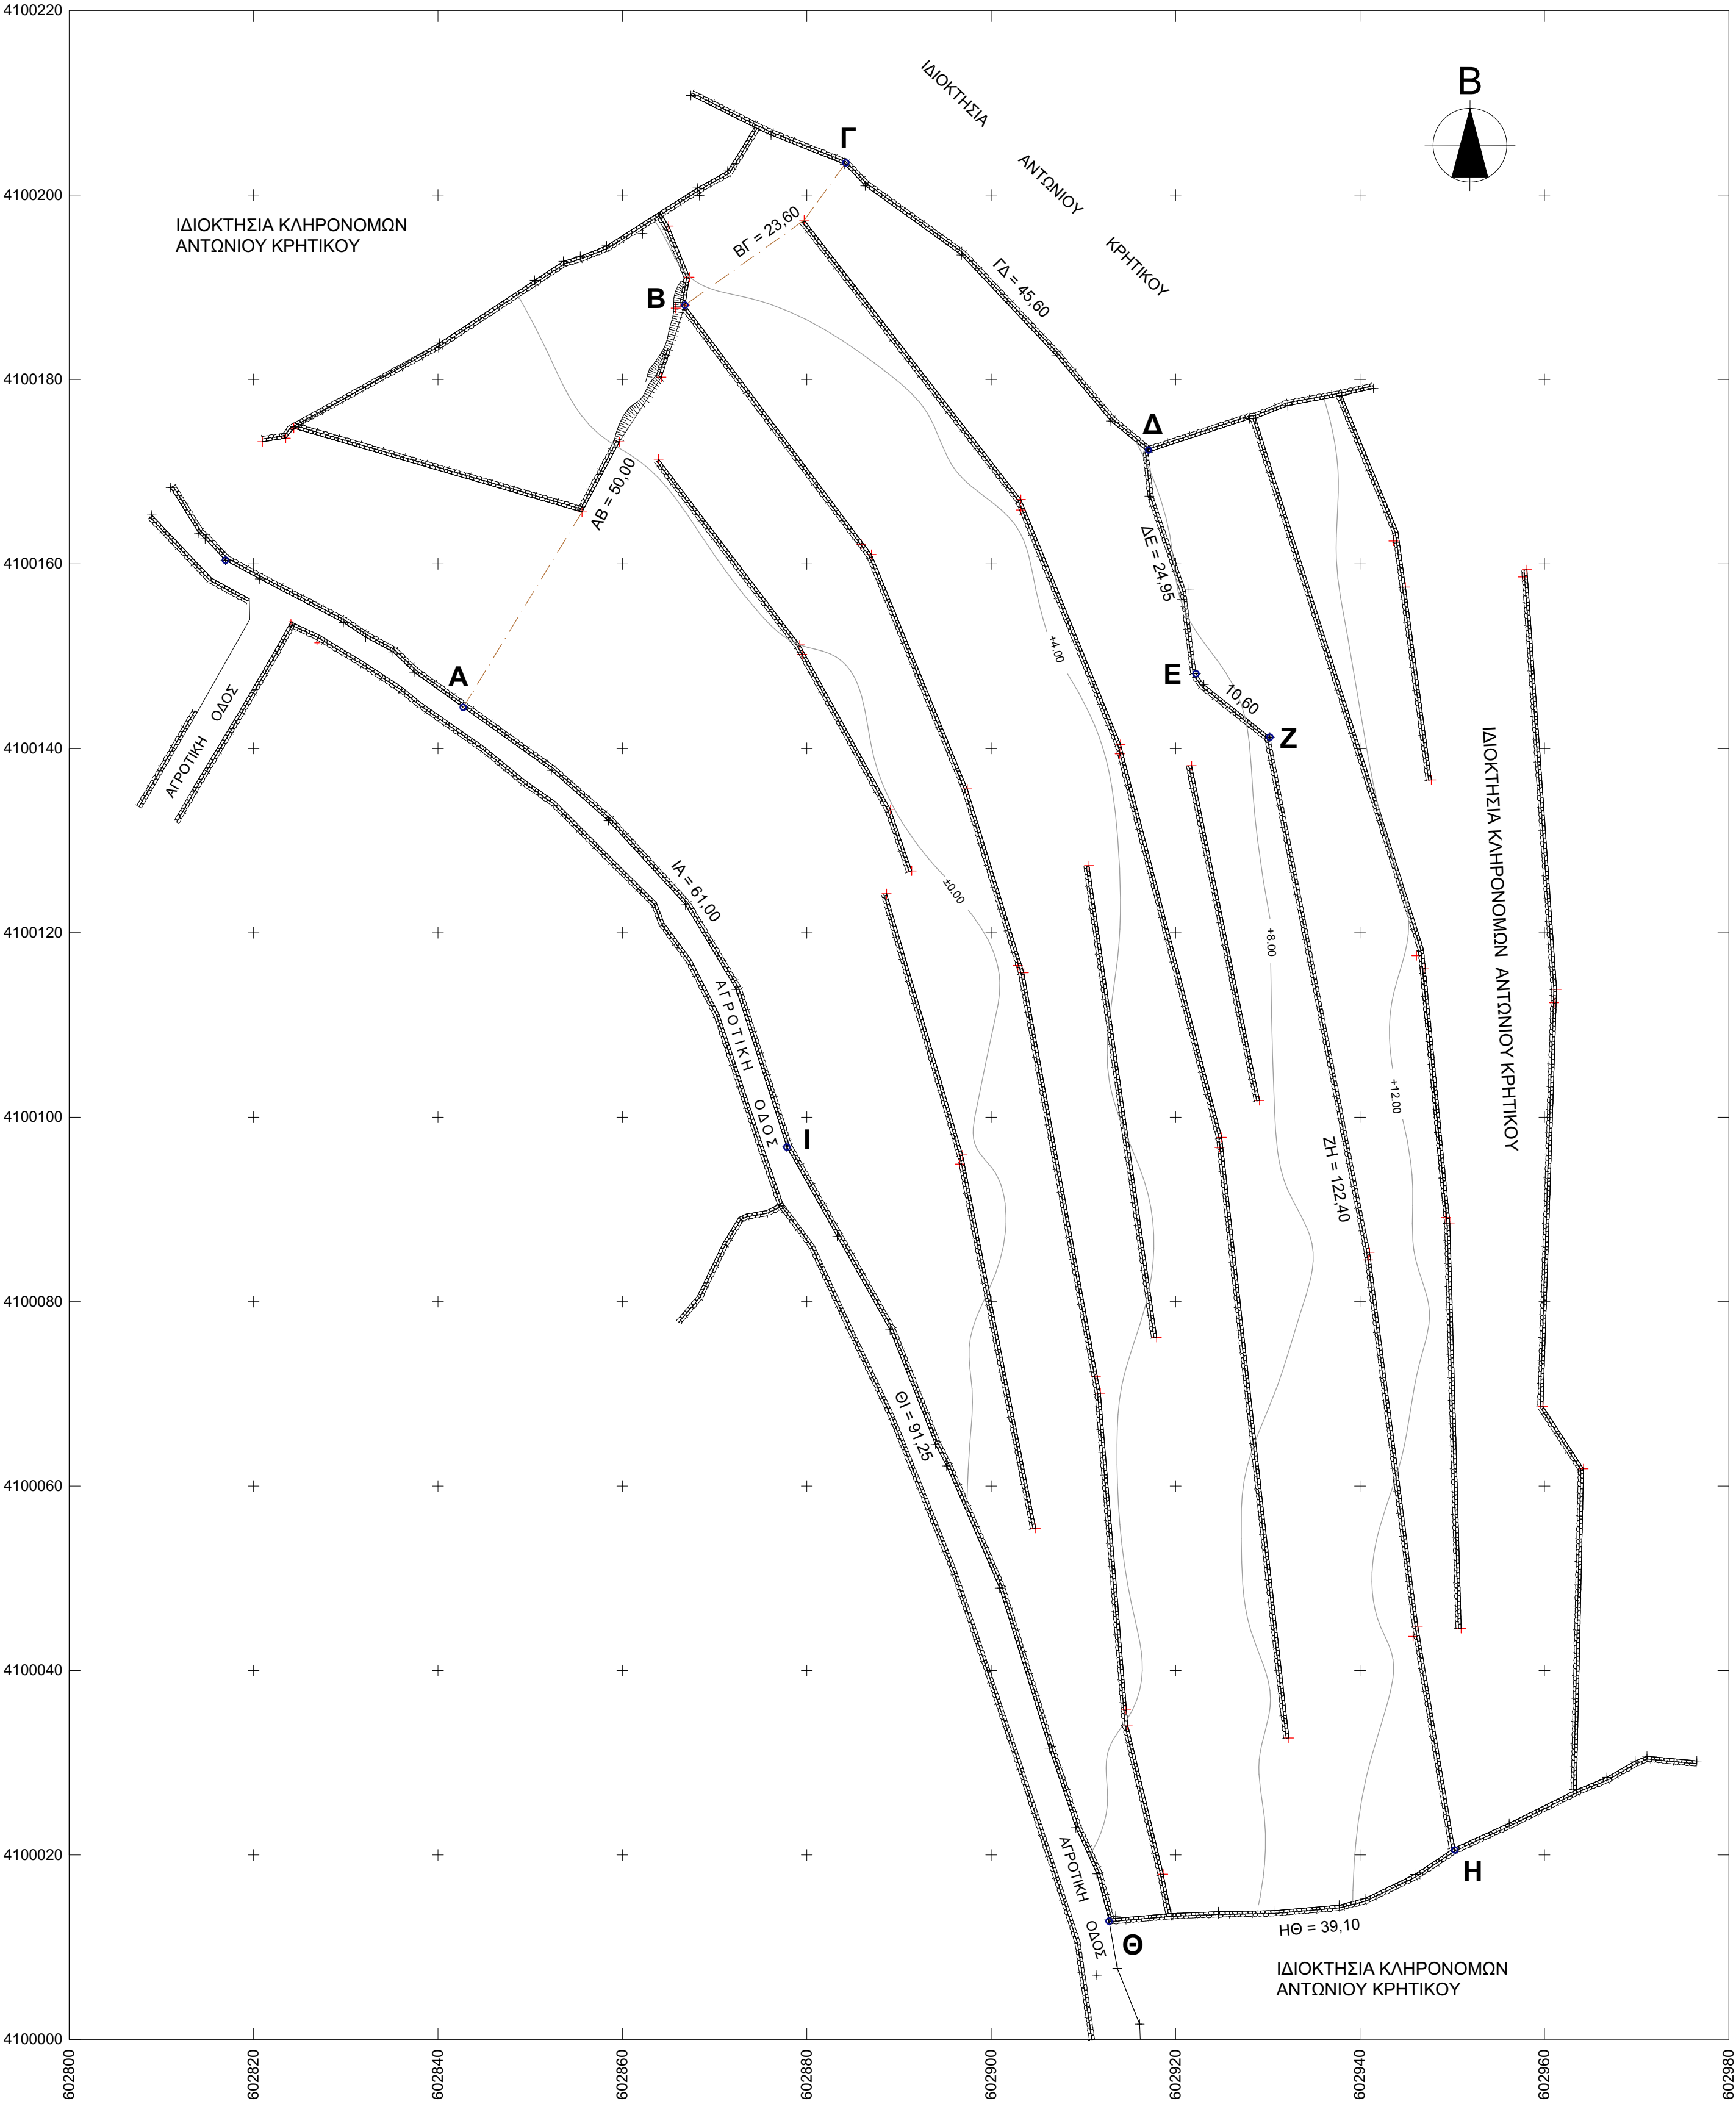 4100220
4100200
4100180
4100160
4100140
4100120
4100100
4100080
4100060
4100040
4100020
4100000
602800
602820
602840
602860
602880
602900
602920
602940
602960
602980
Β
ΙΔΙΟΚΤΗΣΙΑ ΑΝΤΩΝΙΟΥ ΚΡΗΤΙΚΟΥ
ΙΔΙΟΚΤΗΣΙΑ ΚΛΗΡΟΝΟΜΩΝ
ΑΝΤΩΝΙΟΥ ΚΡΗΤΙΚΟΥ
Γ
ΒΓ = 23,60
ΓΔ = 45,60
Β
Δ
ΑΒ = 50,00
ΔΕ = 24,95
+4.00
Ε
10,60
Ζ
Α
ΑΓΡΟΤΙΚΗ ΟΔΟΣ
ΙΑ = 61,00
±0.00
+8.00
ΙΔΙΟΚΤΗΣΙΑ ΚΛΗΡΟΝΟΜΩΝ ΑΝΤΩΝΙΟΥ ΚΡΗΤΙΚΟΥ
ΑΓΡΟΤΙΚΗ ΟΔΟΣ
+12.00
Ι
ΖΗ = 122,40
ΘΙ = 91,25
ΑΓΡΟΤΙΚΗ ΟΔΟΣ
Η
Θ
ΗΘ = 39,10
ΙΔΙΟΚΤΗΣΙΑ ΚΛΗΡΟΝΟΜΩΝ
ΑΝΤΩΝΙΟΥ ΚΡΗΤΙΚΟΥ